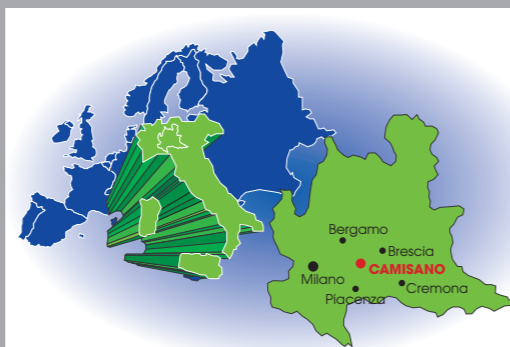 Bergamo
Brescia
CAMISANO
Milano
Cremona
Piacenza